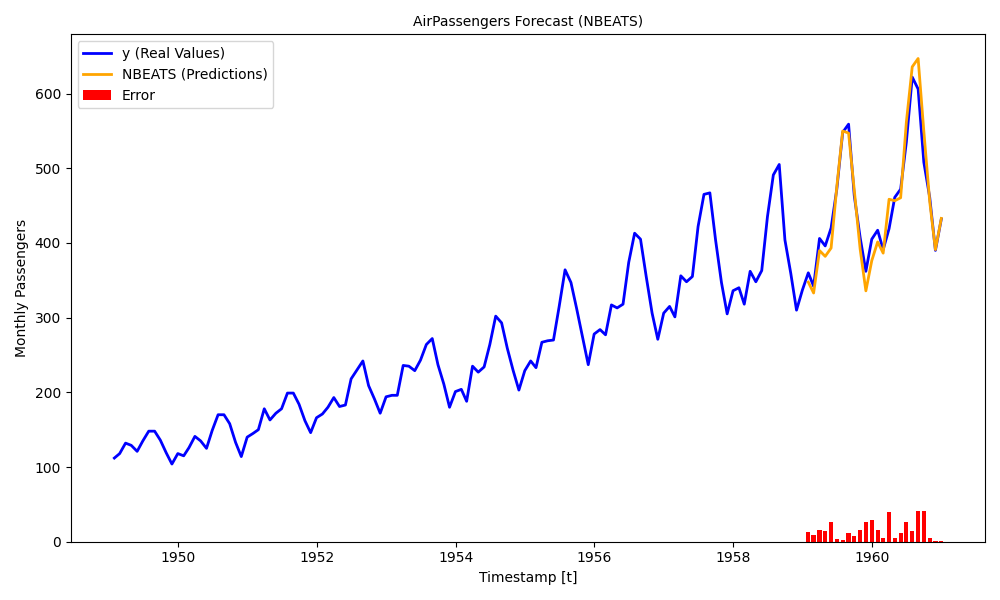 AirPassengers Forecast (NBEATS)
y (Real Values)
NBEATS (Predictions)
Error
Monthly Passengers
600
500
400
300
200
100
0
1950 1952 1954 1956 1958 1960
Timestamp [t]